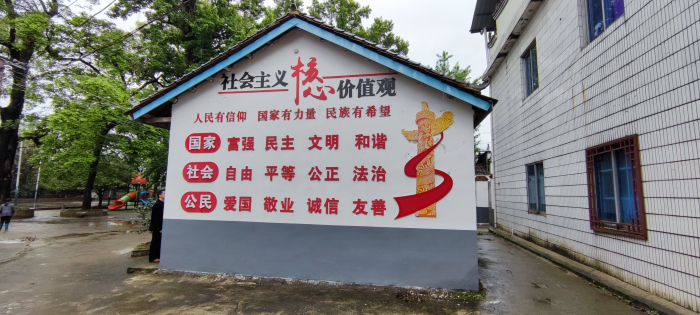 社会主义核心价值观
人民有信仰 国家有力量 民族有希望
国家 富强 民主 文明 和谐
社会 自由 平等 公正 法治
公民 爱国 敬业 诚信 友善